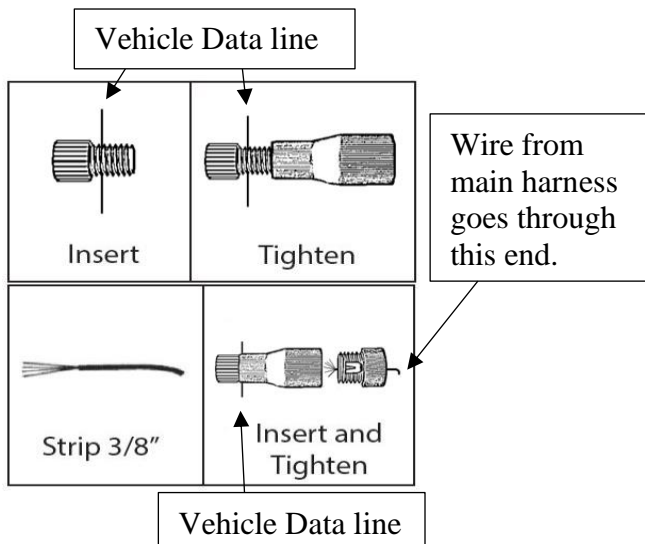 Vehicle Data line
Insert
Tighten
Wire from
main harness
goes through
this end.
Strip 3/8”
Insert and
Tighten
Vehicle Data line